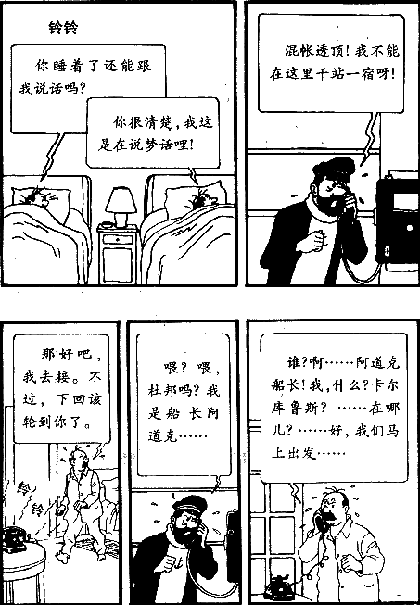 铃铃
你睡着了还能跟
我说话吗?
你很清楚,我这
是在说梦话哩!
混帐透顶!我不能
在这里干站一宿呀!
那好吧,
我去接。不
过,下回该
轮到你了。
铃
铃
喂?喂,
杜邦吗?我
是船长阿
道克……
谁?啊……阿道克
船长!我,什么?卡尔
库鲁斯?……在哪
儿?……好,我们马
上出发……